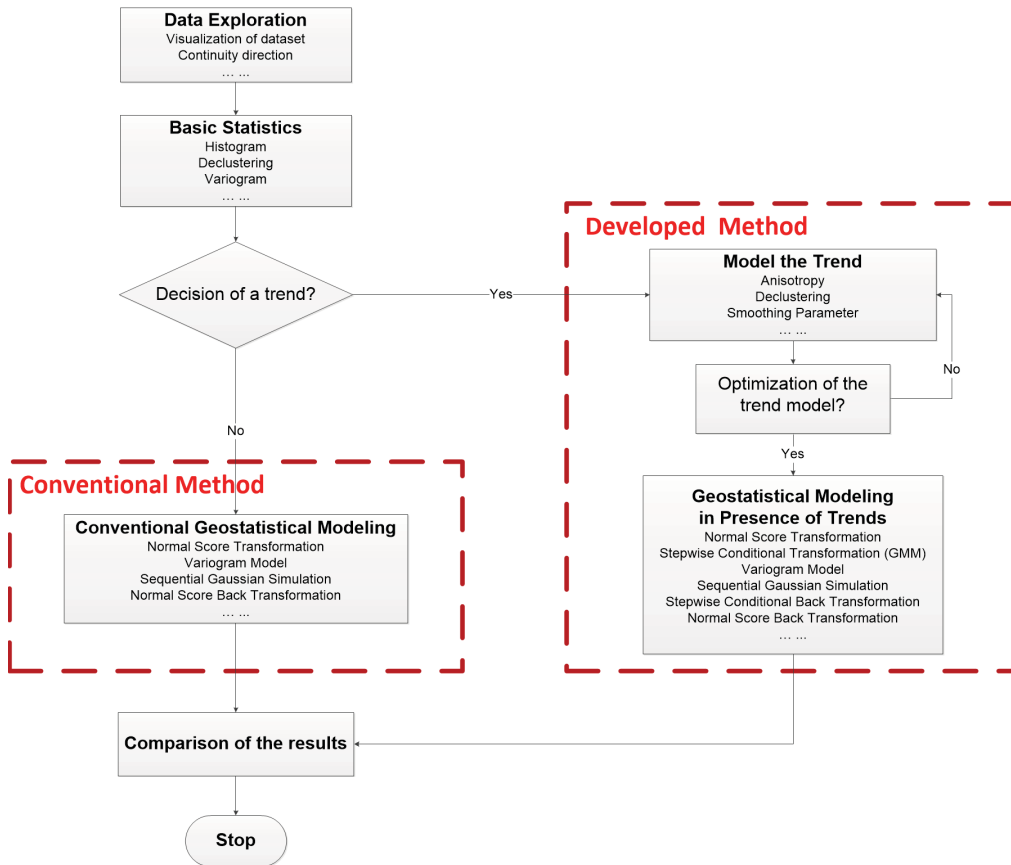 Data Exploration
Visualization of dataset
Continuity direction
... ...
Basic Statistics
Histogram
Declustering
Variogram
... ...
Decision of a trend?
Yes
No
Developed Method
Model the Trend
Anisotropy
Declustering
Smoothing Parameter
... ...
No
Optimization of the
trend model?
Yes
Geostatistical Modeling
in Presence of Trends
Normal Score Transformation
Stepwise Conditional Transformation (GMM)
Variogram Model
Sequential Gaussian Simulation
Stepwise Conditional Back Transformation
Normal Score Back Transformation
... ...
Conventional Method
Conventional Geostatistical Modeling
Normal Score Transformation
Variogram Model
Sequential Gaussian Simulation
Normal Score Back Transformation
... ...
Comparison of the results
Stop